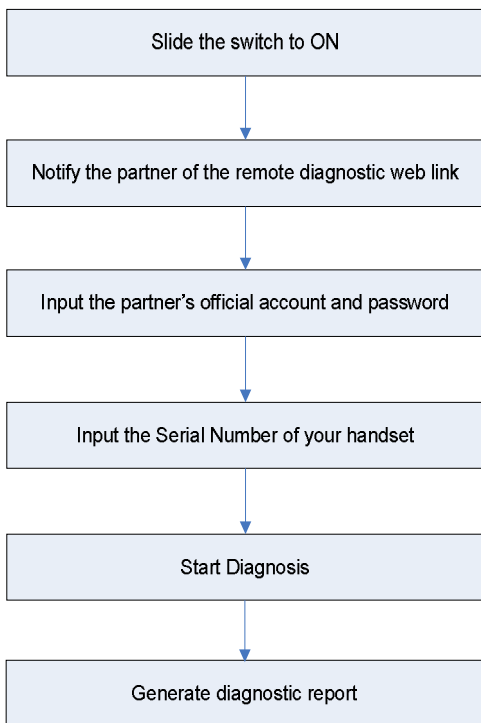 Slide the switch to ON
Notify the partner of the remote diagnostic web link
Input the partner's official account and password
Input the Serial Number of your handset
Start Diagnosis
Generate diagnostic report